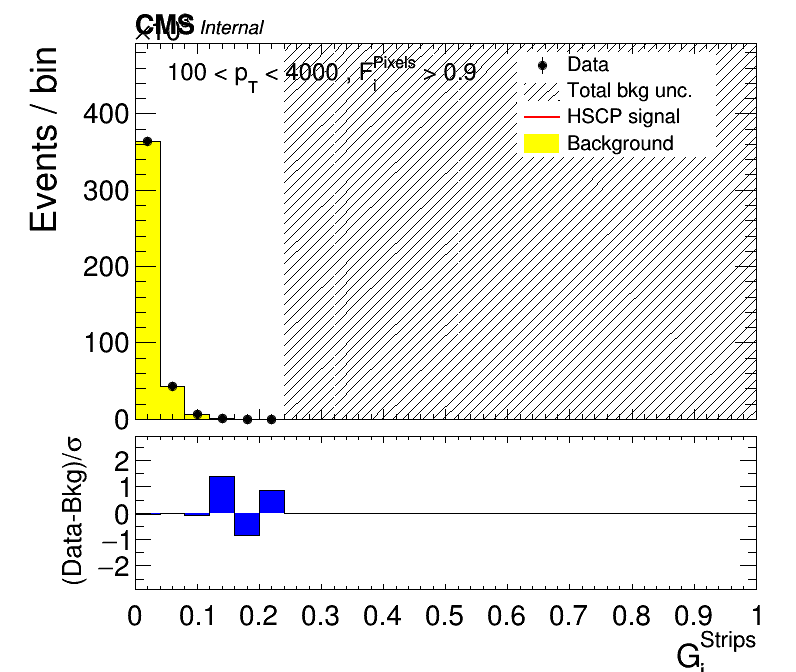 CMS Internal
×10³
100 < p_T < 4000 , F_i^Pixels > 0.9
Data
Total bkg unc.
HSCP signal
Background
Events / bin
400
300
200
100
0
(Data-Bkg)/σ
2
1
0
−1
−2
0 0.1 0.2 0.3 0.4 0.5 0.6 0.7 0.8 0.9 1
G_i^Strips